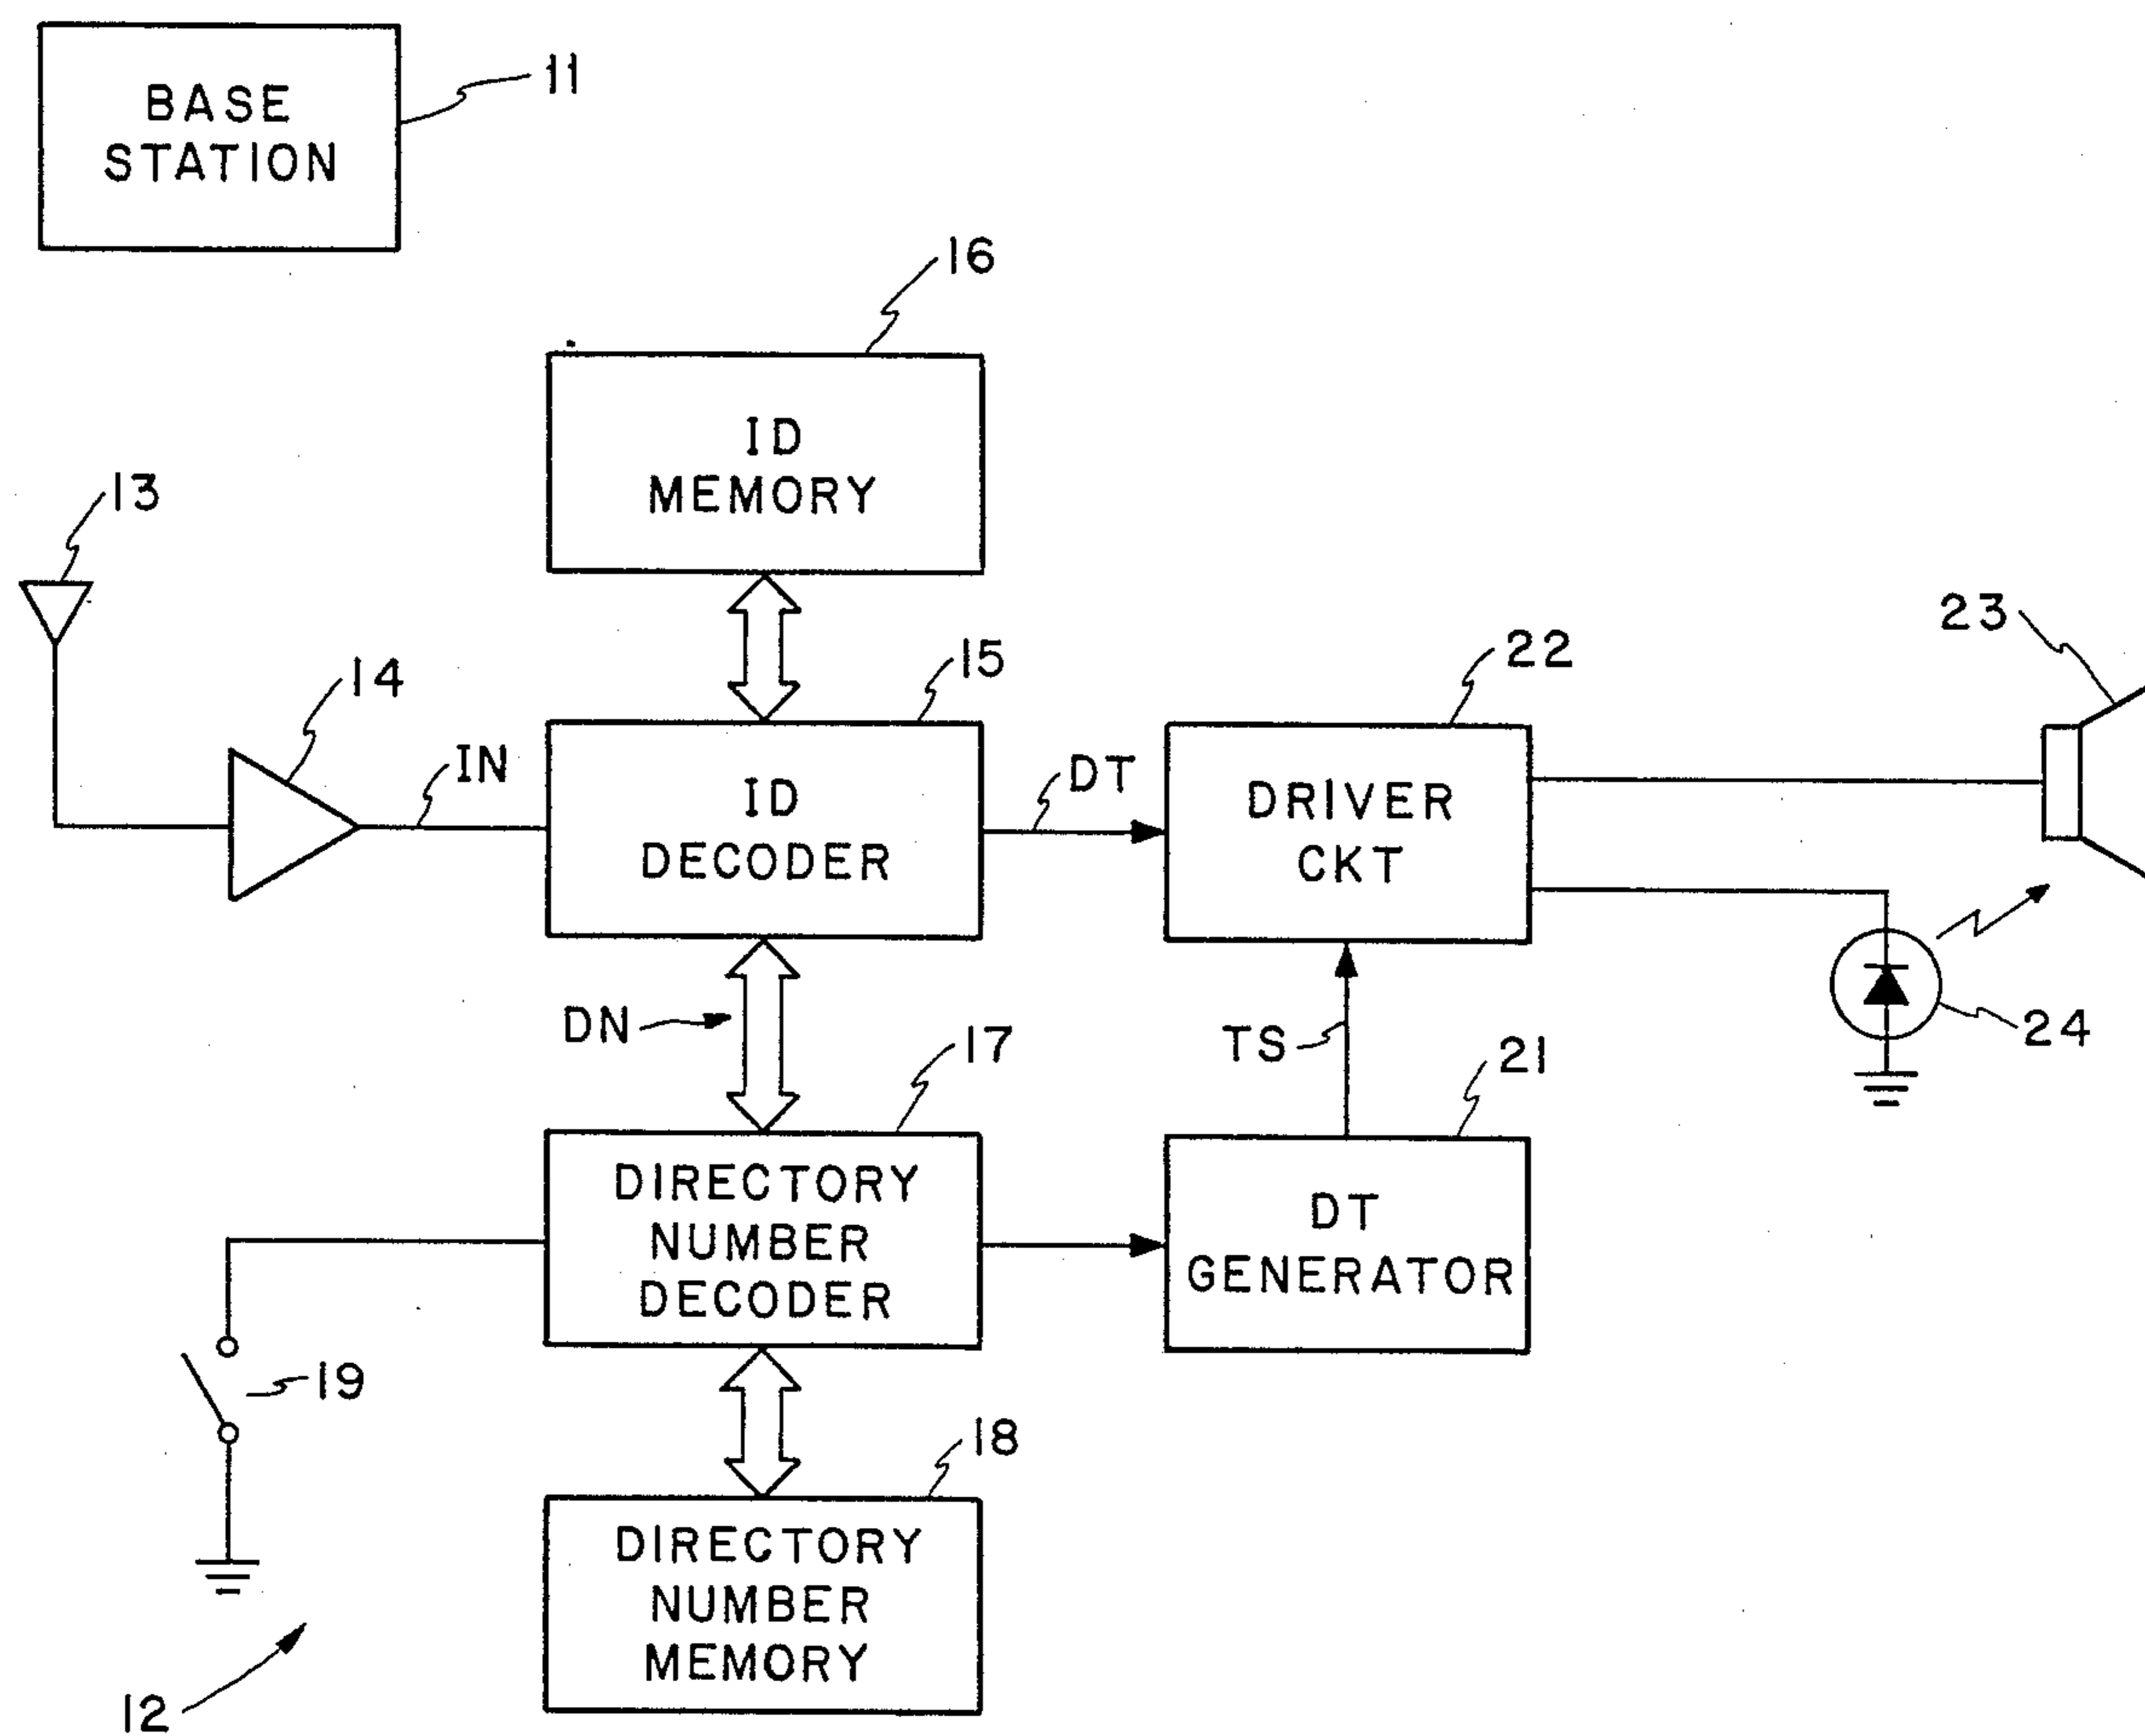 BASE
STATION
11
16
ID
MEMORY
13
23
15
22
14
IN
DT
ID
DECODER
DRIVER
CKT
DN
17
TS
21
24
DIRECTORY
NUMBER
DECODER
DT
GENERATOR
19
18
DIRECTORY
NUMBER
MEMORY
12